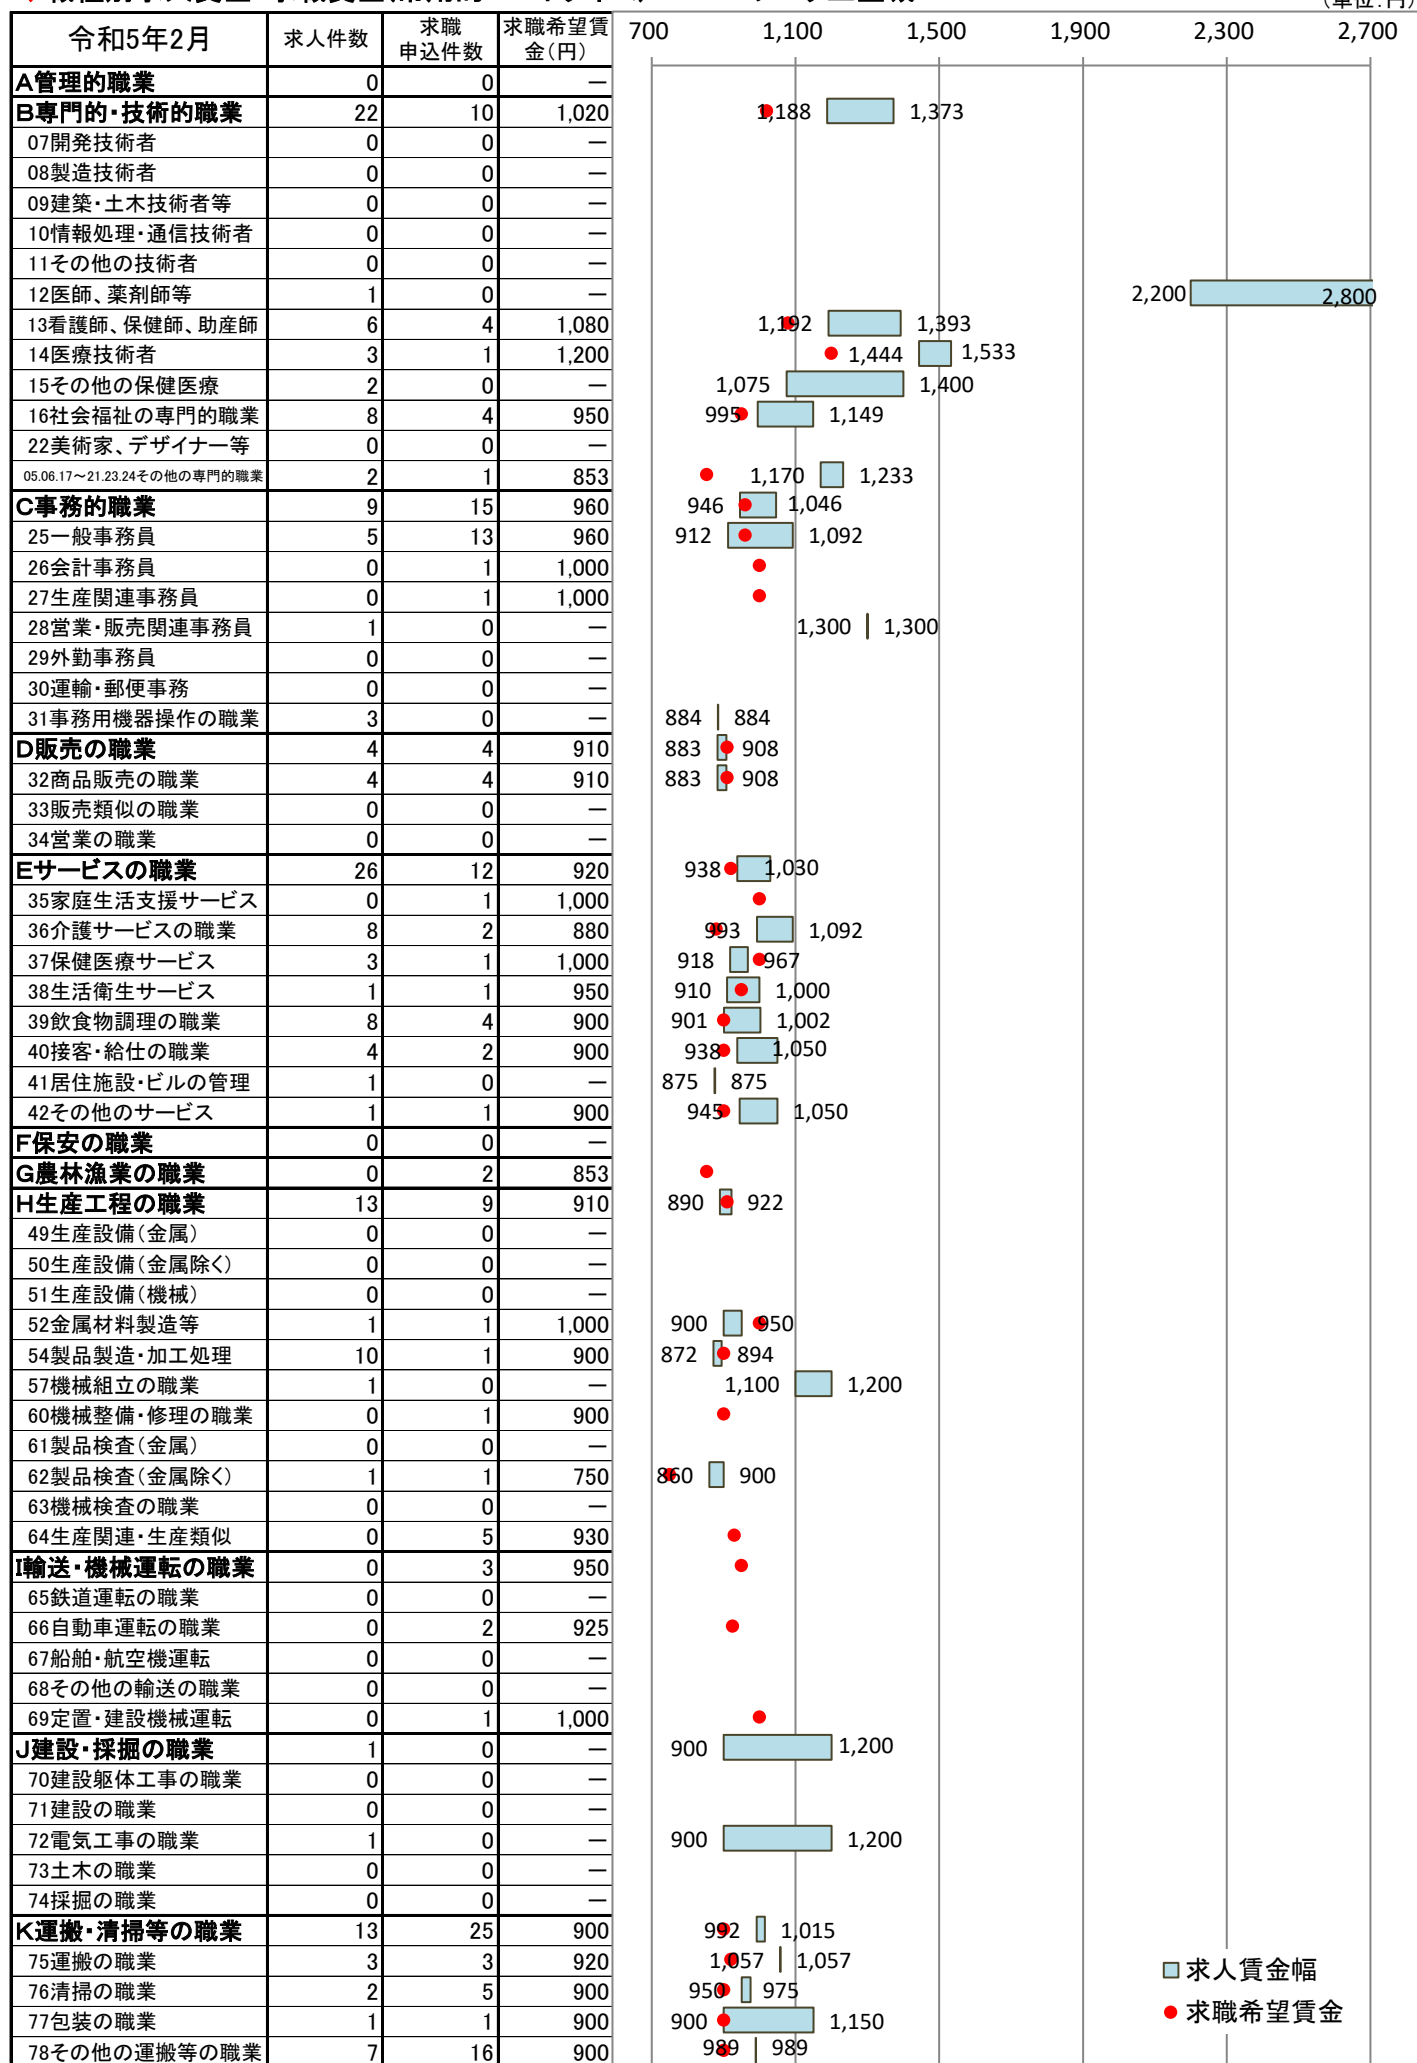 (単位:円)
令和5年2月 求人件数 求職申込件数 求職希望賃金(円) 700 1,100 1,500 1,900 2,300 2,700
A管理的職業 0 0 ―
B専門的・技術的職業 22 10 1,020 1,188 1,373
07開発技術者 0 0 ―
08製造技術者 0 0 ―
09建築・土木技術者等 0 0 ―
10情報処理・通信技術者 0 0 ―
11その他の技術者 0 0 ―
12医師、薬剤師等 1 0 ― 2,200 2,800
13看護師、保健師、助産師 6 4 1,080 1,192 1,393
14医療技術者 3 1 1,200 1,444 1,533
15その他の保健医療 2 0 ― 1,075 1,400
16社会福祉の専門的職業 8 4 950 995 1,149
22美術家、デザイナー等 0 0 ―
05.06.17～21.23.24その他の専門的職業 2 1 853 1,170 1,233
C事務的職業 9 15 960 946 1,046
25一般事務員 5 13 960 912 1,092
26会計事務員 0 1 1,000
27生産関連事務員 0 1 1,000
28営業・販売関連事務員 1 0 ― 1,300 1,300
29外勤事務員 0 0 ―
30運輸・郵便事務 0 0 ―
31事務用機器操作の職業 3 0 ― 884 884
D販売の職業 4 4 910 883 908
32商品販売の職業 4 4 910 883 908
33販売類似の職業 0 0 ―
34営業の職業 0 0 ―
Eサービスの職業 26 12 920 938 1,030
35家庭生活支援サービス 0 1 1,000
36介護サービスの職業 8 2 880 993 1,092
37保健医療サービス 3 1 1,000 918 967
38生活衛生サービス 1 1 950 910 1,000
39飲食物調理の職業 8 4 900 901 1,002
40接客・給仕の職業 4 2 900 938 1,050
41居住施設・ビルの管理 1 0 ― 875 875
42その他のサービス 1 1 900 945 1,050
F保安の職業 0 0 ―
G農林漁業の職業 0 2 853
H生産工程の職業 13 9 910 890 922
49生産設備(金属) 0 0 ―
50生産設備(金属除く) 0 0 ―
51生産設備(機械) 0 0 ―
52金属材料製造等 1 1 1,000 900 950
54製品製造・加工処理 10 1 900 872 894
57機械組立の職業 1 0 ― 1,100 1,200
60機械整備・修理の職業 0 1 900
61製品検査(金属) 0 0 ―
62製品検査(金属除く) 1 1 750 860 900
63機械検査の職業 0 0 ―
64生産関連・生産類似 0 5 930
I輸送・機械運転の職業 0 3 950
65鉄道運転の職業 0 0 ―
66自動車運転の職業 0 2 925
67船舶・航空機運転 0 0 ―
68その他の輸送の職業 0 0 ―
69定置・建設機械運転 0 1 1,000
J建設・採掘の職業 1 0 ― 900 1,200
70建設躯体工事の職業 0 0 ―
71建設の職業 0 0 ―
72電気工事の職業 1 0 ― 900 1,200
73土木の職業 0 0 ―
74採掘の職業 0 0 ―
K運搬・清掃等の職業 13 25 900 992 1,015
75運搬の職業 3 3 920 1,057 1,057
76清掃の職業 2 5 900 950 975
77包装の職業 1 1 900 900 1,150
78その他の運搬等の職業 7 16 900 989 989
求人賃金幅
求職希望賃金